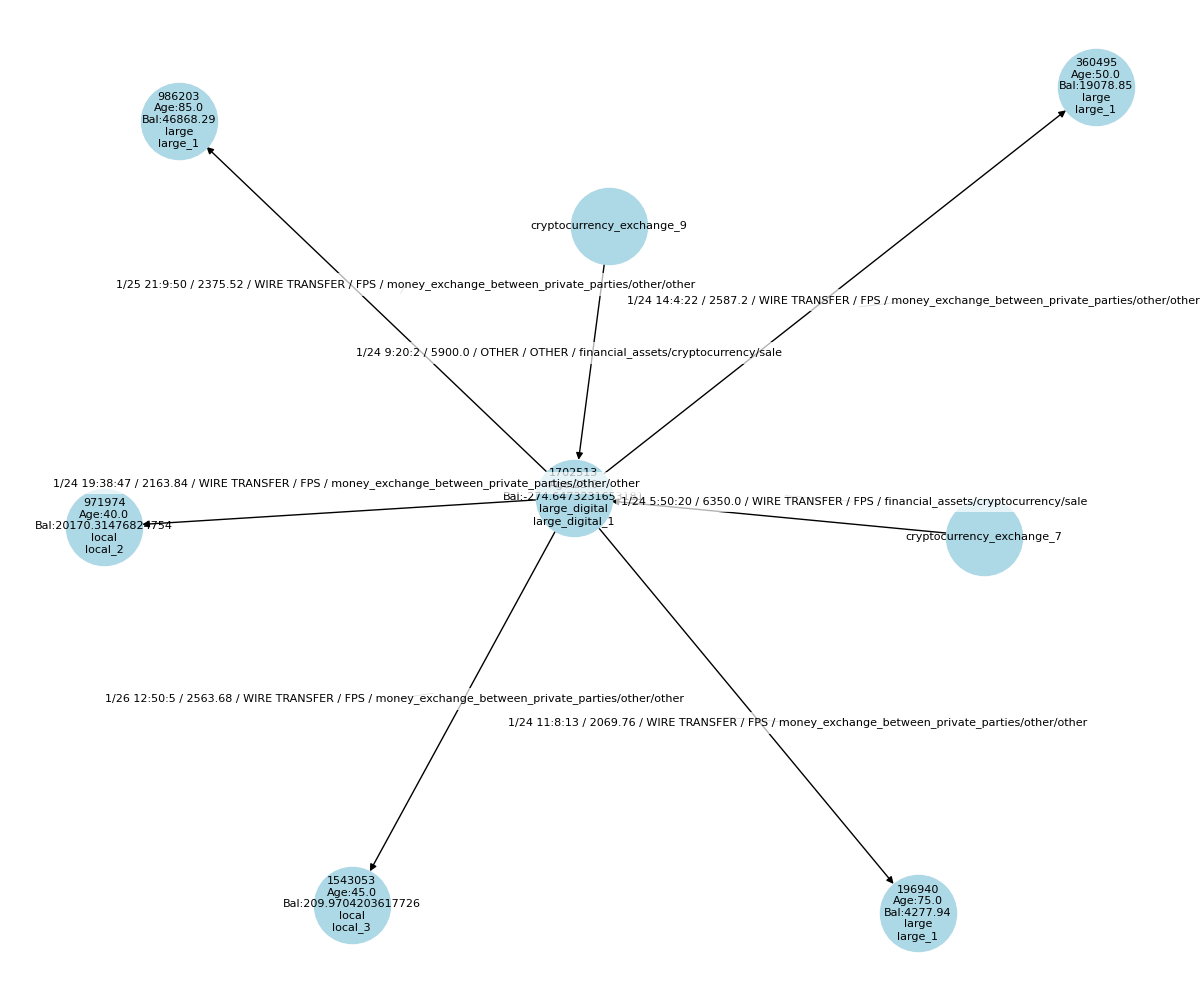 360495
Age:50.0
Bal:19078.85
large
large_1
986203
Age:85.0
Bal:46868.29
large
large_1
cryptocurrency_exchange_9
1/25 21:9:50 / 2375.52 / WIRE TRANSFER / FPS / money_exchange_between_private_parties/other/other
1/24 14:4:22 / 2587.2 / WIRE TRANSFER / FPS / money_exchange_between_private_parties/other/other
1/24 9:20:2 / 5900.0 / OTHER / OTHER / financial_assets/cryptocurrency/sale
1702513
1/24 19:38:47 / 2163.84 / WIRE TRANSFER / FPS / money_exchange_between_private_parties/other/other
1/24 5:50:20 / 6350.0 / WIRE TRANSFER / FPS / financial_assets/cryptocurrency/sale
large_digital
large_digital_1
971974
Age:40.0
local
local_2
cryptocurrency_exchange_7
1/26 12:50:5 / 2563.68 / WIRE TRANSFER / FPS / money_exchange_between_private_parties/other/other
1/24 11:8:13 / 2069.76 / WIRE TRANSFER / FPS / money_exchange_between_private_parties/other/other
1543053
Age:45.0
Bal:209.9704203617726
local
local_3
196940
Age:75.0
Bal:4277.94
large
large_1